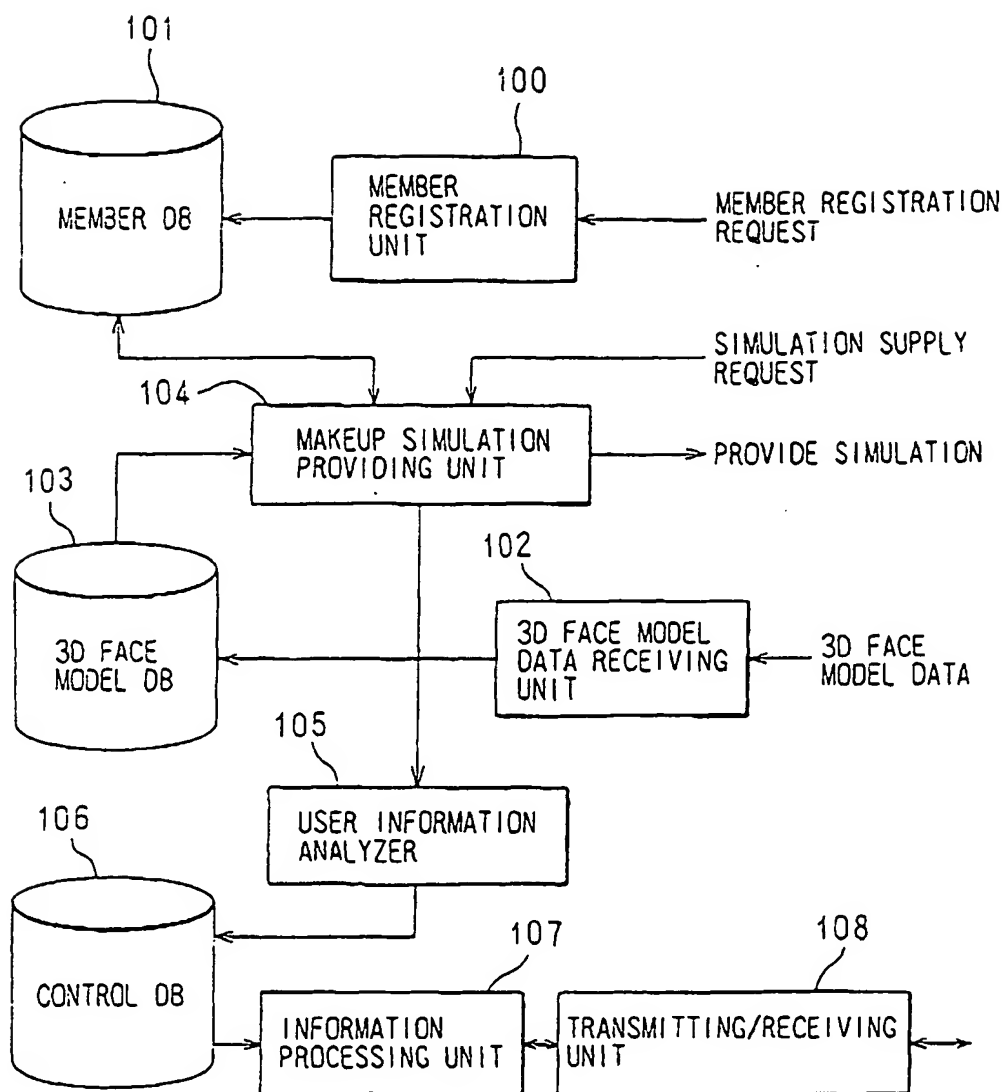 101
100
MEMBER DB
MEMBER
REGISTRATION
UNIT
MEMBER REGISTRATION
REQUEST
SIMULATION SUPPLY
REQUEST
104
MAKEUP SIMULATION
PROVIDING UNIT
PROVIDE SIMULATION
103
102
3D FACE
MODEL DB
3D FACE MODEL
DATA RECEIVING
UNIT
3D FACE
MODEL DATA
105
USER INFORMATION
ANALYZER
106
107
108
CONTROL DB
INFORMATION
PROCESSING UNIT
TRANSMITTING/RECEIVING
UNIT